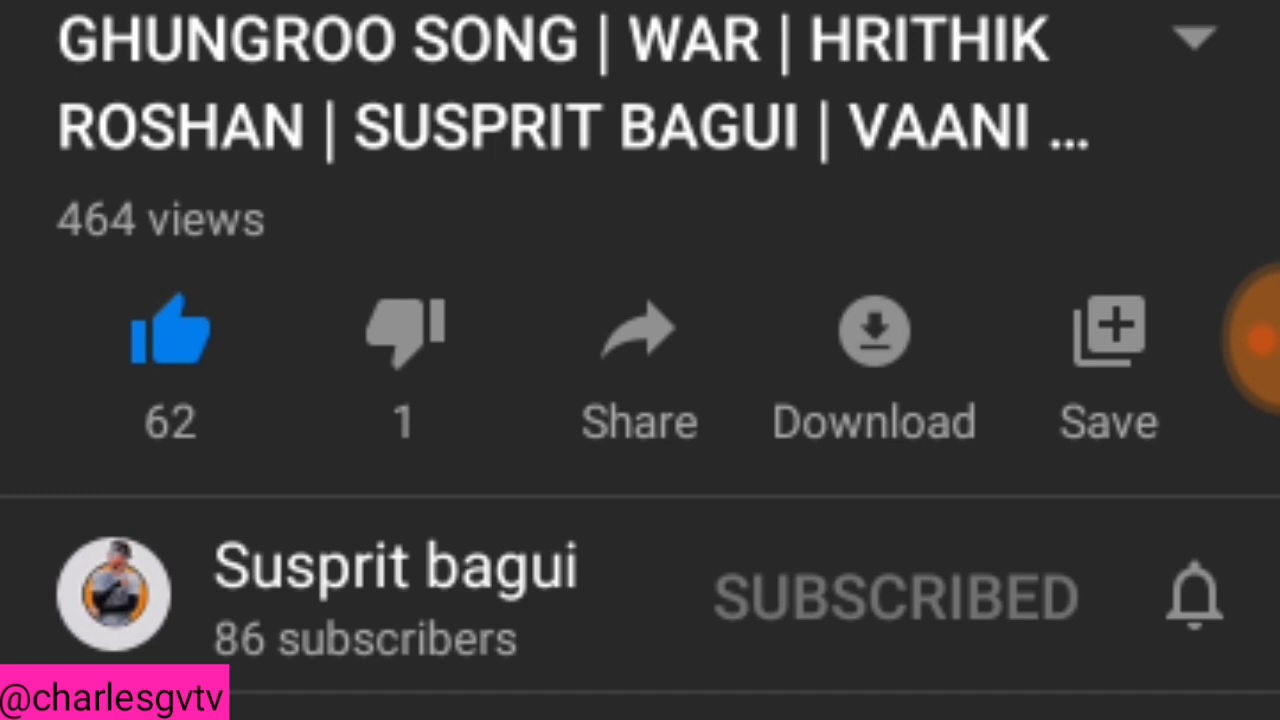 GHUNGROO SONG | WAR | HRITHIK
ROSHAN | SUSPRIT BAGUI | VAANI ...
464 views
62 1 Share Download Save
Susprit bagui
86 subscribers
SUBSCRIBED
@charlesgvtv